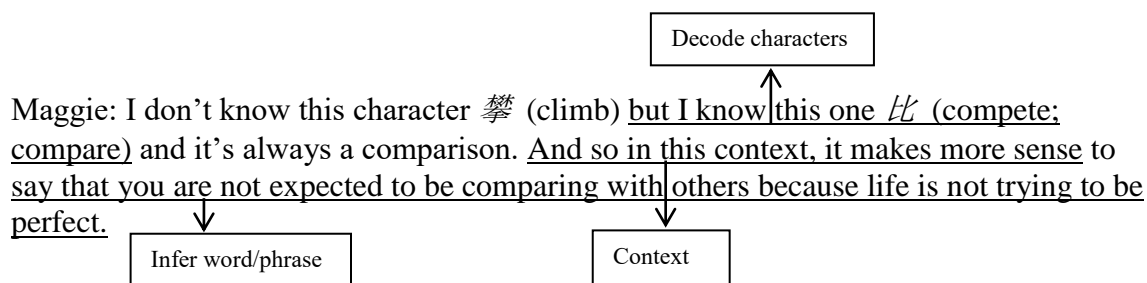 Decode characters
Maggie: I don’t know this character 攀 (climb) but I know this one 比 (compete;
compare) and it’s always a comparison. And so in this context, it makes more sense to
say that you are not expected to be comparing with others because life is not trying to be
perfect.
Infer word/phrase
Context